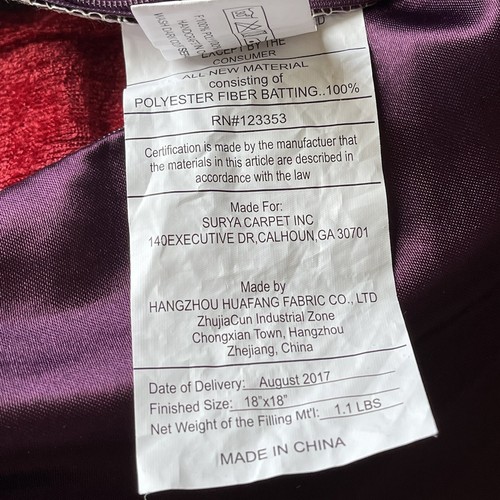 EXCEPT BY THE
CONSUMER
ALL NEW MATERIAL
consisting of
POLYESTER FIBER BATTING..100%
RN#123353
Certification is made by the manufactuer that
the materials in this article are described in
accordance with the law
Made For:
SURYA CARPET INC
140EXECUTIVE DR,CALHOUN,GA 30701
Made by
HANGZHOU HUAFANG FABRIC CO., LTD
ZhujiaCun Industrial Zone
Chongxian Town, Hangzhou
Zhejiang, China
Date of Delivery: August 2017
Finished Size: 18"x18"
Net Weight of the Filling Mt'l: 1.1 LBS
MADE IN CHINA